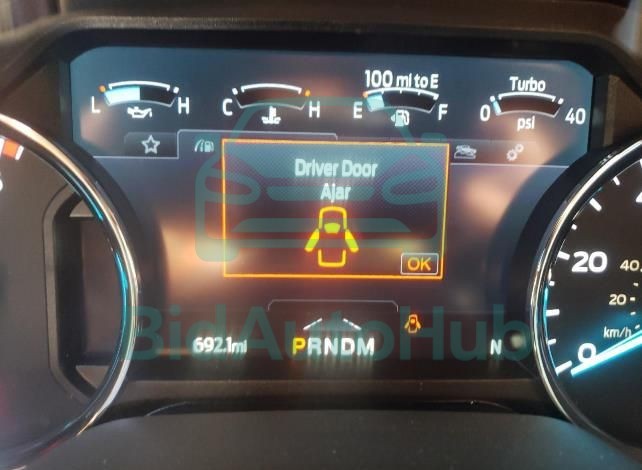 100 mi to E
Turbo
L H
C H
E F
0 40
psi
Driver Door
Ajar
OK
BidAutoHub
692.1mi
PRNDM
N
20
0
40
20
km/h